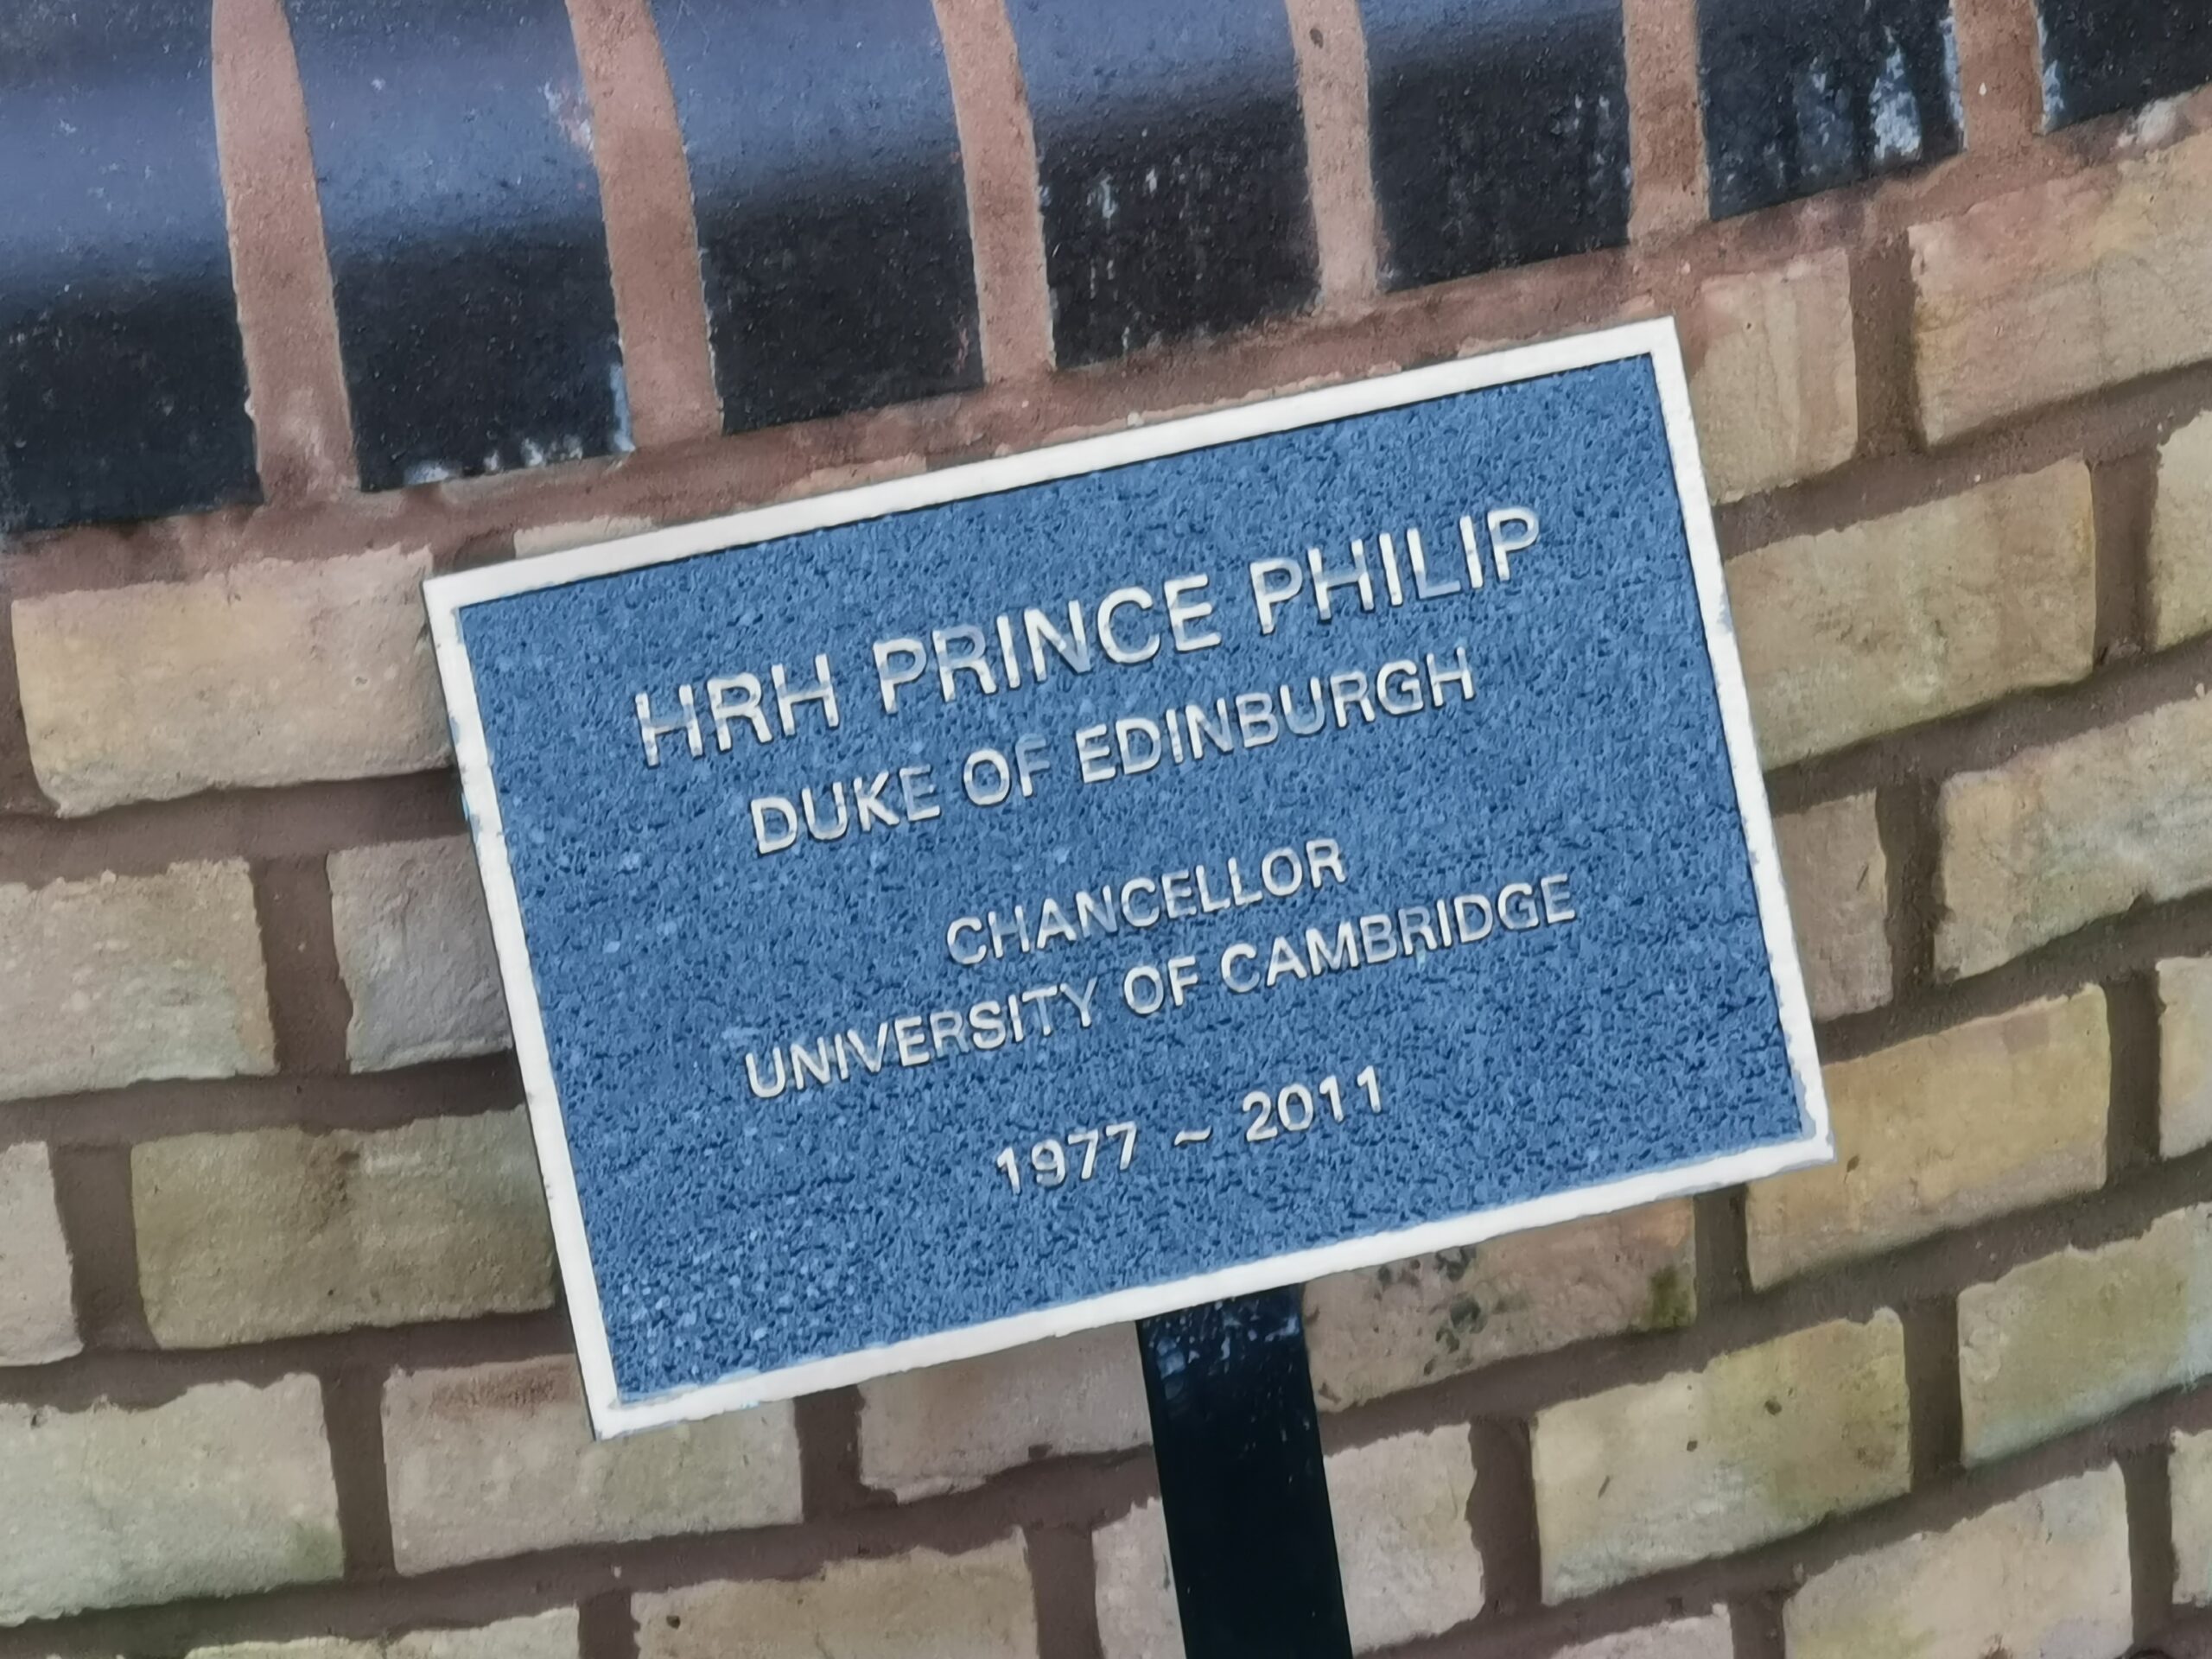 HRH PRINCE PHILIP
DUKE OF EDINBURGH
CHANCELLOR
UNIVERSITY OF CAMBRIDGE
1977 ~ 2011